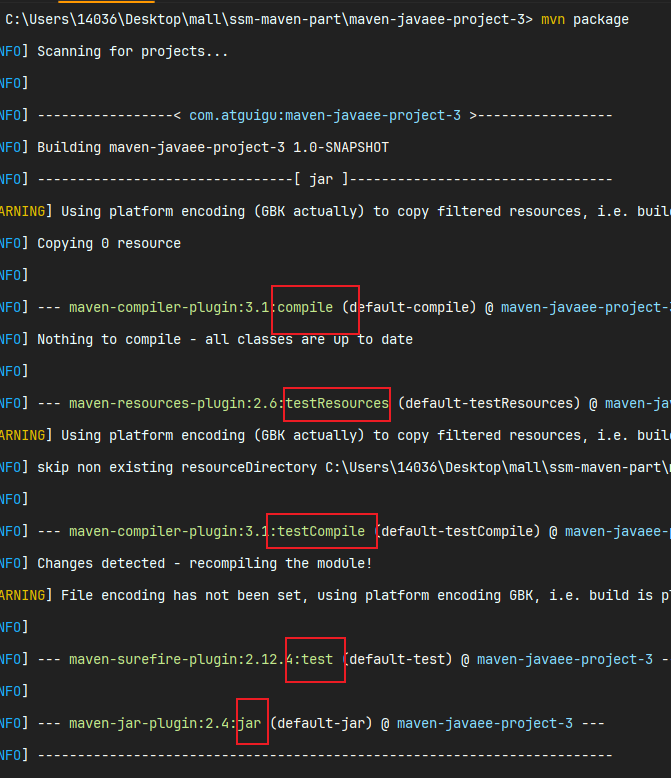 C:\Users\14036\Desktop\mall\ssm-maven-part\maven-javaee-project-3> mvn package
NFO] Scanning for projects...
NFO]
NFO] -----------------< com.atguigu:maven-javaee-project-3 >-----------------
NFO] Building maven-javaee-project-3 1.0-SNAPSHOT
NFO] --------------------------------[ jar ]---------------------------------
ARNING] Using platform encoding (GBK actually) to copy filtered resources, i.e. buil
NFO] Copying 0 resource
NFO]
NFO] --- maven-compiler-plugin:3.1:compile (default-compile) @ maven-javaee-project-3
NFO] Nothing to compile - all classes are up to date
NFO]
NFO] --- maven-resources-plugin:2.6:testResources (default-testResources) @ maven-ja
ARNING] Using platform encoding (GBK actually) to copy filtered resources, i.e. buil
NFO] skip non existing resourceDirectory C:\Users\14036\Desktop\mall\ssm-maven-part\m
NFO]
NFO] --- maven-compiler-plugin:3.1:testCompile (default-testCompile) @ maven-javaee-p
NFO] Changes detected - recompiling the module!
ARNING] File encoding has not been set, using platform encoding GBK, i.e. build is pl
NFO]
NFO] --- maven-surefire-plugin:2.12.4:test (default-test) @ maven-javaee-project-3 -
NFO]
NFO] --- maven-jar-plugin:2.4:jar (default-jar) @ maven-javaee-project-3 ---
NFO] ------------------------------------------------------------------------